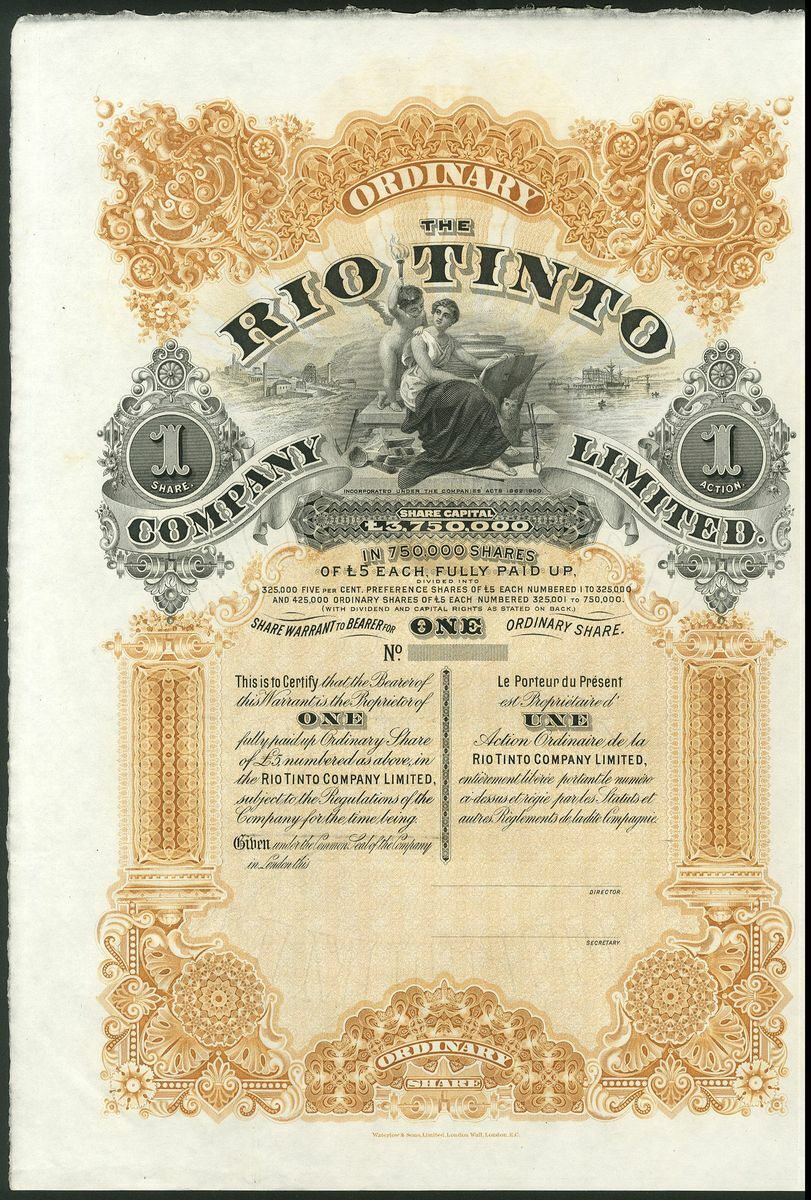 ORDINARY
THE
RIO TINTO
COMPANY LIMITED.
1
SHARE.
1
ACTION.
INCORPORATED UNDER THE COMPANIES ACTS 1862-1900
SHARE CAPITAL
£3,750,000
IN 750,000 SHARES
OF £5 EACH, FULLY PAID UP,
DIVIDED INTO
325,000 FIVE PER CENT. PREFERENCE SHARES OF £5 EACH NUMBERED 1 TO 325,000
AND 425,000 ORDINARY SHARES OF £5 EACH NUMBERED 325,001 TO 750,000.
(WITH DIVIDEND AND CAPITAL RIGHTS AS STATED ON BACK.)
SHARE WARRANT TO BEARER FOR ONE ORDINARY SHARE.
No.
This is to Certify that the Bearer of
this Warrant is the Proprietor of
ONE
fully paid up Ordinary Share
of £5 numbered as above, in
the RIO TINTO COMPANY LIMITED,
subject to the Regulations of the
Company for the time being.
Given under the Common Seal of the Company
in London this
Le Porteur du Présent
est Propriétaire d'
UNE
Action Ordinaire de la
RIO TINTO COMPANY LIMITED,
entièrement libérée portant le numéro
ci-dessus et régie par les Statuts et
autres Règlements de la dite Compagnie.
DIRECTOR.
SECRETARY.
ORDINARY
SHARE
Waterlow & Sons, Limited, London Wall, London, E.C.